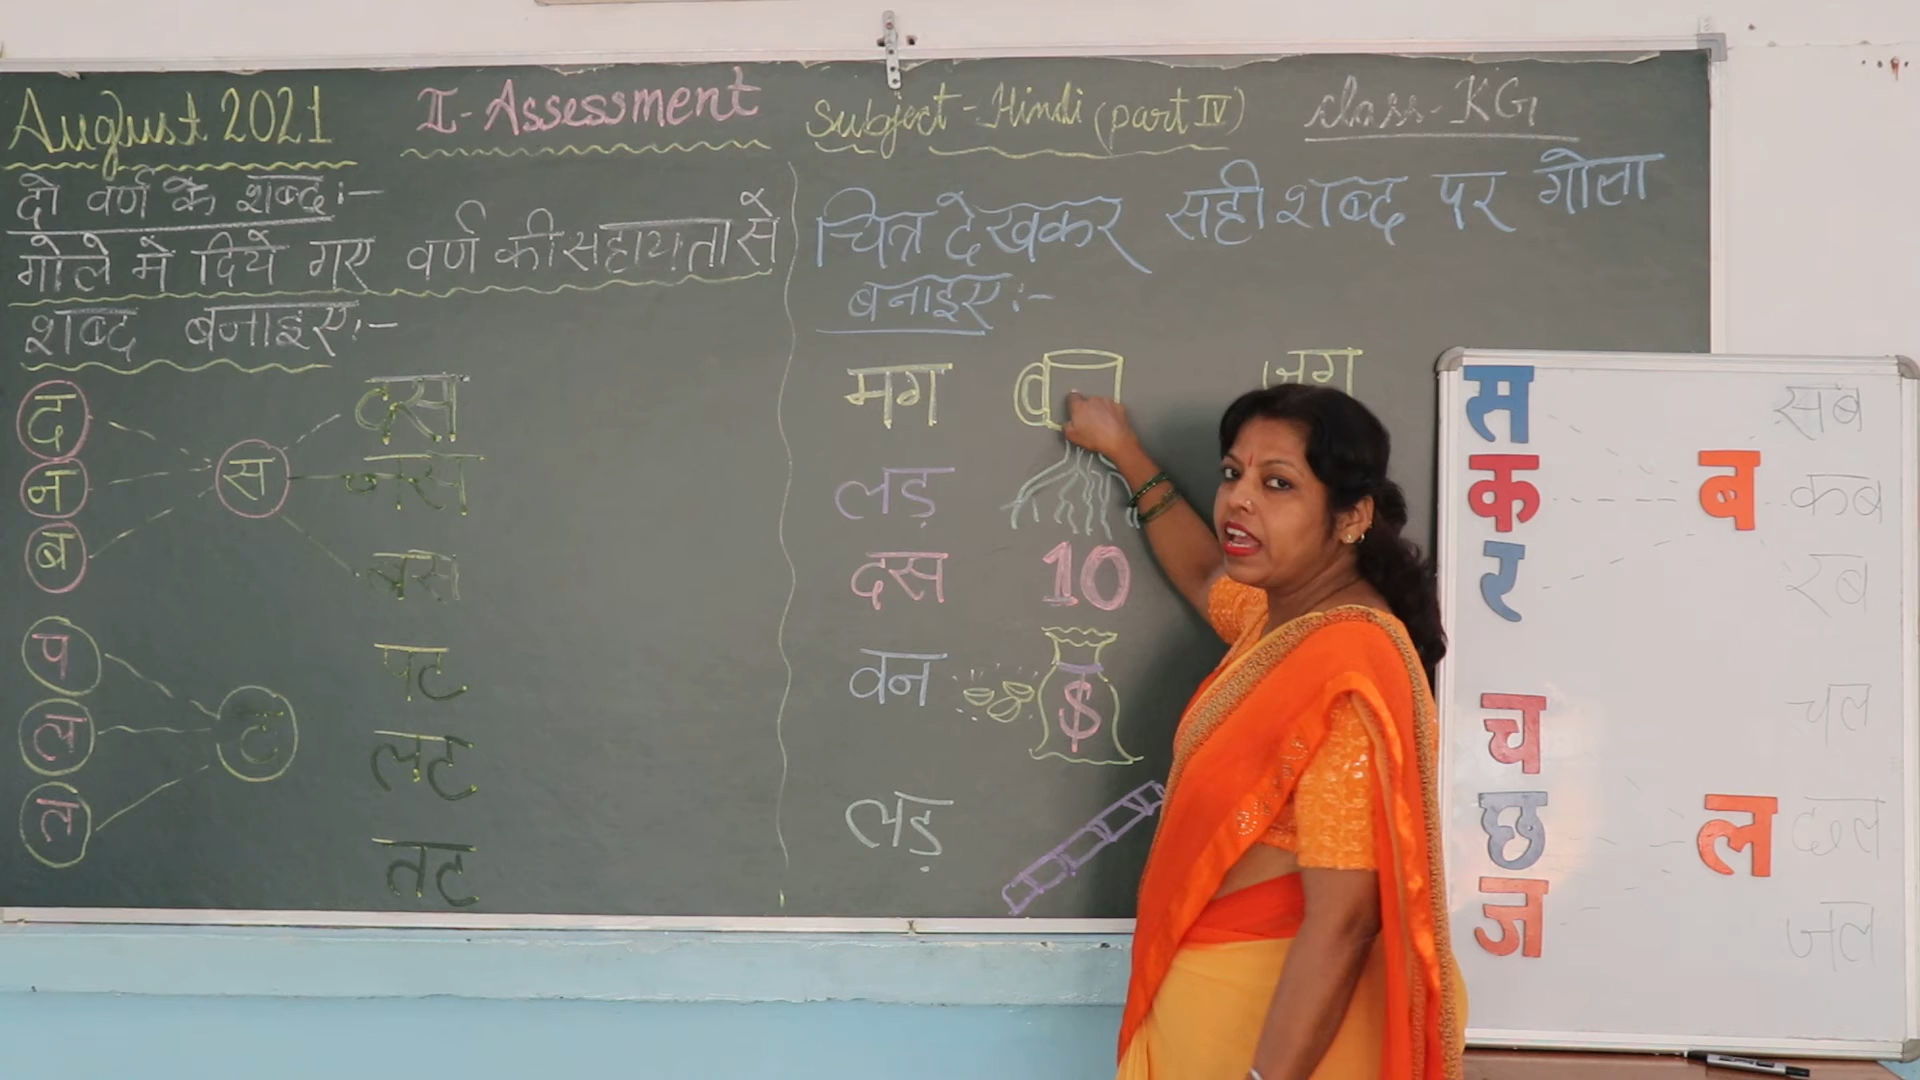 August 2021 II-Assessment Subject-Hindi (part IV) class-KG
दो वर्ण के शब्द:-
गोले में दिये गए वर्ण की सहायता से
शब्द बनाइए:-
द
न
ब
स
दस
नस
बस
प
ल
त
ट
पट
लट
तट
चित्र देखकर सही शब्द पर गोला
बनाइए:-
मग जग
लड़
दस 10
वन $
लड़
स
क
र
ब
सब
कब
रब
च
छ
ज
ल
चल
छल
जल